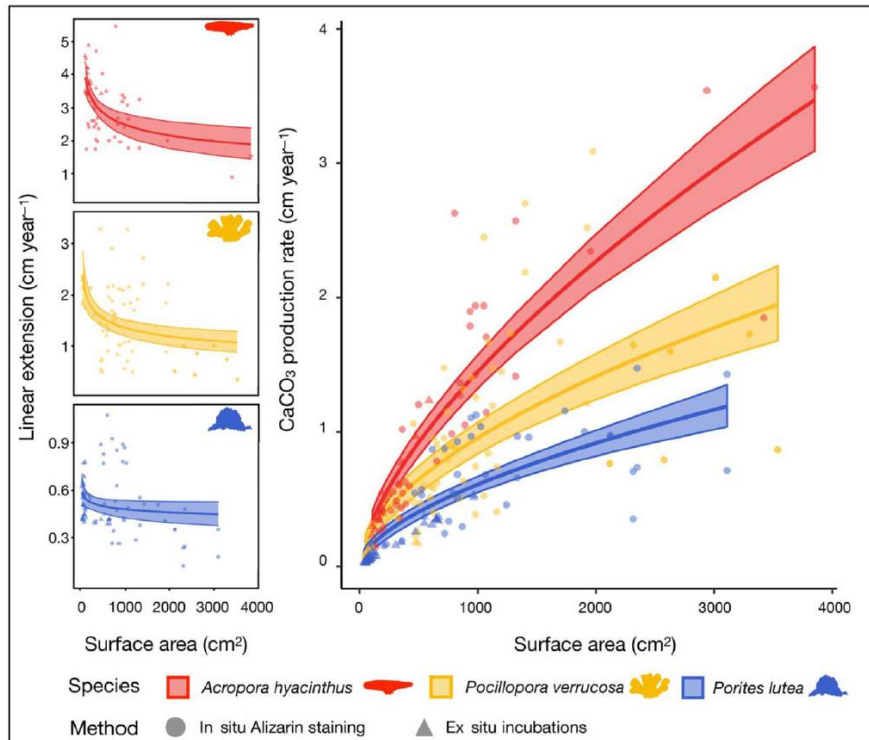 5
4
3
2
1
3
2
1
0.9
0.6
0.3
0 1000 2000 3000 4000
Linear extension (cm year⁻¹)
Surface area (cm²)
4
3
2
1
0
0 1000 2000 3000 4000
CaCO₃ production rate (cm year⁻¹)
Surface area (cm²)
Species Acropora hyacinthus Pocillopora verrucosa Porites lutea
Method In situ Alizarin staining Ex situ incubations